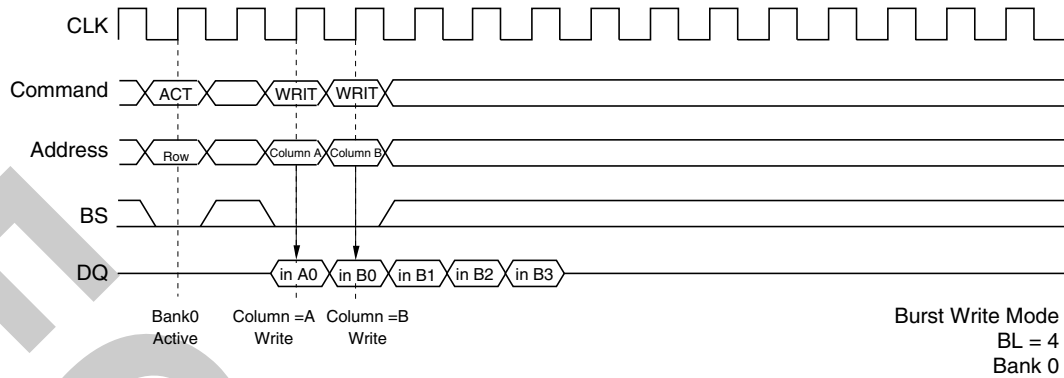 CLK
Command ACT WRIT WRIT
Address Row Column A Column B
BS
DQ in A0 in B0 in B1 in B2 in B3
Bank0 Column =A Column =B
Active Write Write
Burst Write Mode
BL = 4
Bank 0